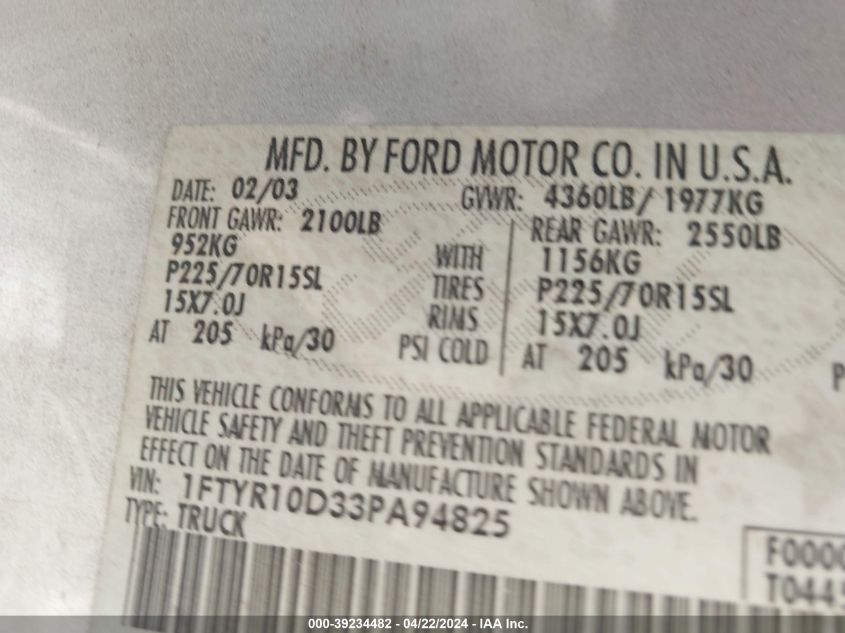 MFD. BY FORD MOTOR CO. IN U.S.A.
DATE: 02/03 GVWR: 4360LB/ 1977KG
FRONT GAWR: 2100LB REAR GAWR: 2550LB
952KG WITH 1156KG
P225/70R15SL TIRES P225/70R15SL
15X7.0J RIMS 15X7.0J
AT 205 kPa/30 PSI COLD AT 205 kPa/30 P
THIS VEHICLE CONFORMS TO ALL APPLICABLE FEDERAL MOTOR
VEHICLE SAFETY AND THEFT PREVENTION STANDARDS IN
EFFECT ON THE DATE OF MANUFACTURE SHOWN ABOVE.
VIN: 1FTYR10D33PA94825
TYPE: TRUCK
F0000
T0445
000-39234482 - 04/22/2024 - IAA Inc.